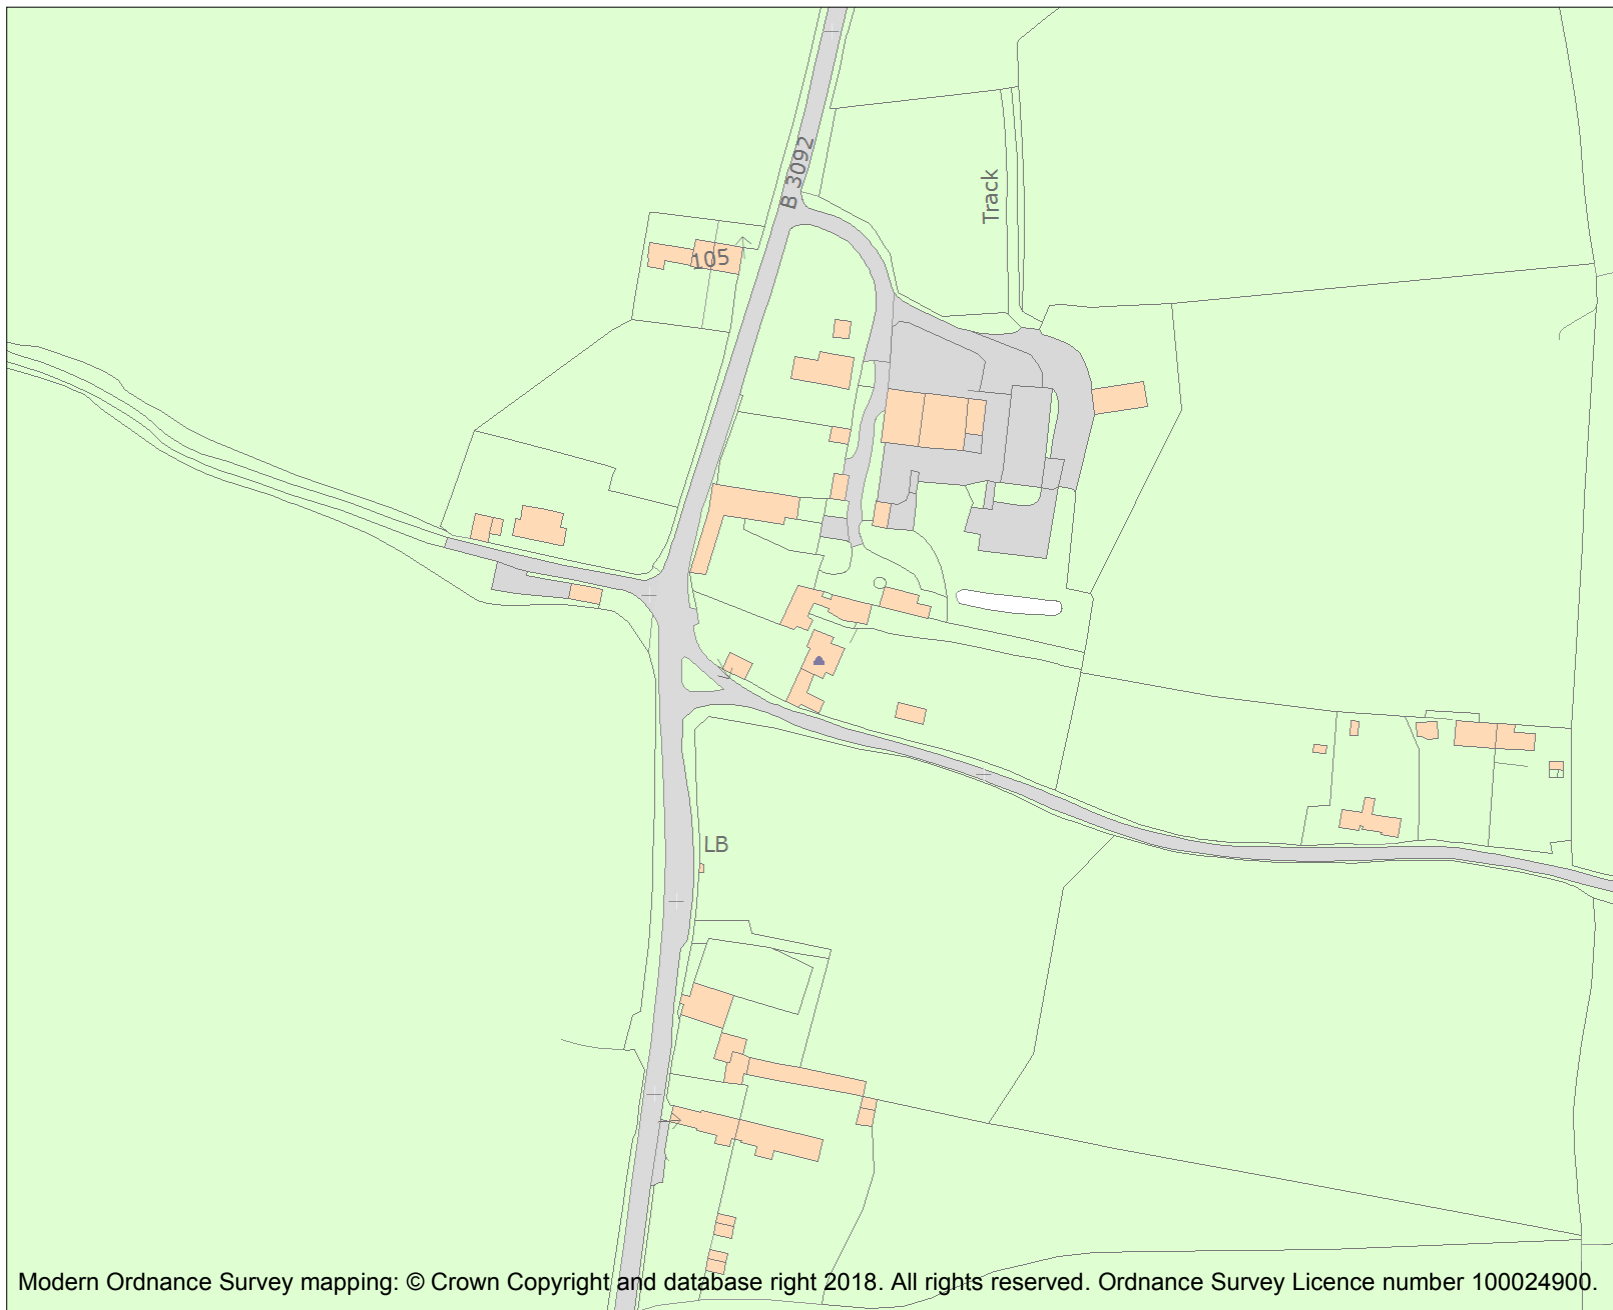 B 3092
Track
105
LB
Modern Ordnance Survey mapping: © Crown Copyright and database right 2018. All rights reserved. Ordnance Survey Licence number 100024900.